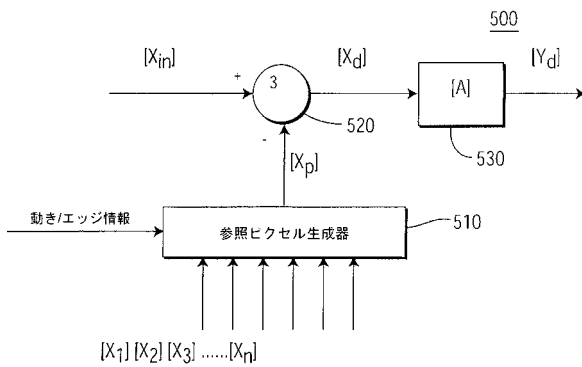 500
[Xin] [Xd] [Yd]
+ 3 [A]
520
530
-
[Xp]
動き/エッジ情報
参照ピクセル生成器
510
[X1] [X2] [X3] ......[Xn]